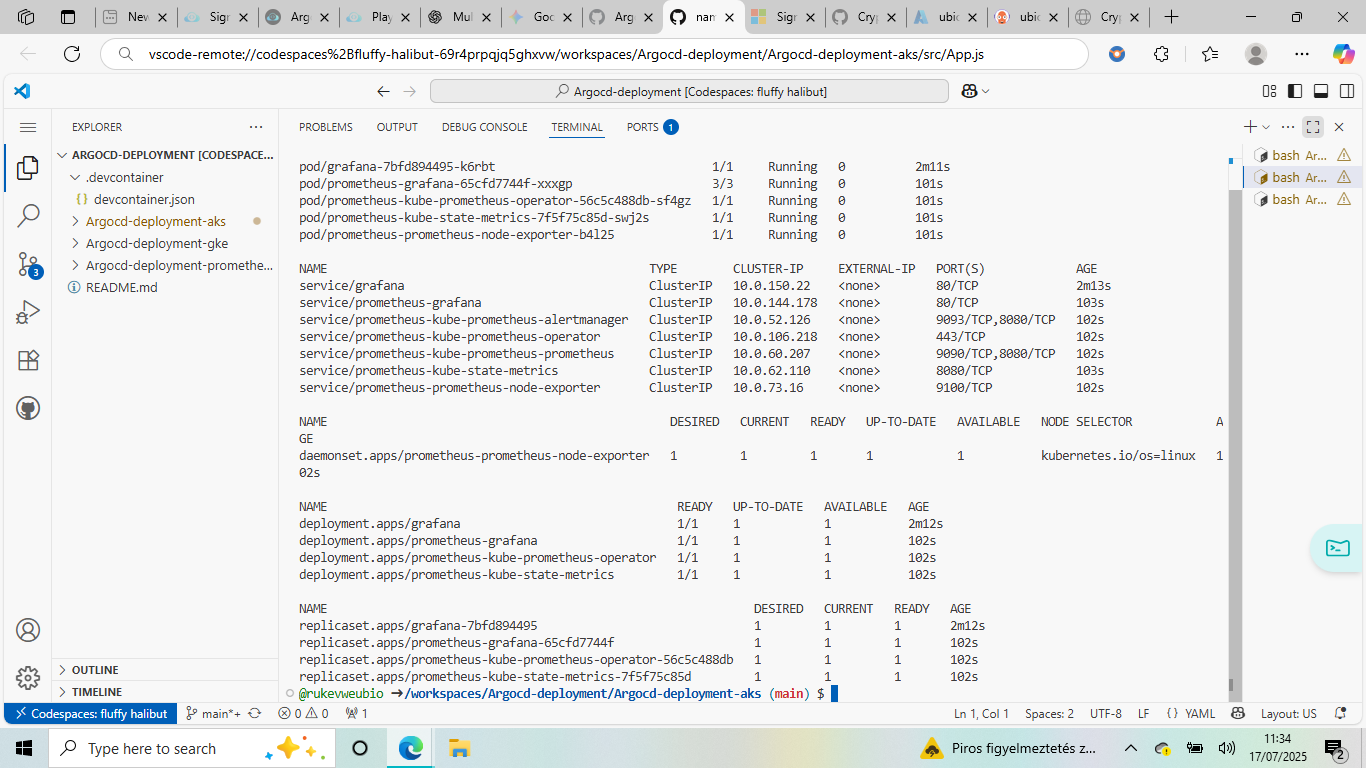 New
Sign
Argo
Play
Mul
Goo
Argo
nam
Sign
Cryp
ubio
ubio
Cryp
vscode-remote://codespaces%2Bfluffy-halibut-69r4prpqjq5ghxvw/workspaces/Argocd-deployment/Argocd-deployment-aks/src/App.js
Argocd-deployment [Codespaces: fluffy halibut]
EXPLORER
ARGOCD-DEPLOYMENT [CODESPACE...
.devcontainer
{} devcontainer.json
Argocd-deployment-aks
Argocd-deployment-gke
Argocd-deployment-promethe...
README.md
3
OUTLINE
TIMELINE
PROBLEMS OUTPUT DEBUG CONSOLE TERMINAL PORTS 1
bash Ar...
bash Ar...
bash Ar...
pod/grafana-7bfd894495-k6rbt 1/1 Running 0 2m11s
pod/prometheus-grafana-65cfd7744f-xxxgp 3/3 Running 0 101s
pod/prometheus-kube-prometheus-operator-56c5c488db-sf4gz 1/1 Running 0 101s
pod/prometheus-kube-state-metrics-7f5f75c85d-swj2s 1/1 Running 0 101s
pod/prometheus-prometheus-node-exporter-b4l25 1/1 Running 0 101s
NAME TYPE CLUSTER-IP EXTERNAL-IP PORT(S) AGE
service/grafana ClusterIP 10.0.150.22 <none> 80/TCP 2m13s
service/prometheus-grafana ClusterIP 10.0.144.178 <none> 80/TCP 103s
service/prometheus-kube-prometheus-alertmanager ClusterIP 10.0.52.126 <none> 9093/TCP,8080/TCP 102s
service/prometheus-kube-prometheus-operator ClusterIP 10.0.106.218 <none> 443/TCP 102s
service/prometheus-kube-prometheus-prometheus ClusterIP 10.0.60.207 <none> 9090/TCP,8080/TCP 102s
service/prometheus-kube-state-metrics ClusterIP 10.0.62.110 <none> 8080/TCP 103s
service/prometheus-prometheus-node-exporter ClusterIP 10.0.73.16 <none> 9100/TCP 102s
NAME DESIRED CURRENT READY UP-TO-DATE AVAILABLE NODE SELECTOR A
GE
daemonset.apps/prometheus-prometheus-node-exporter 1 1 1 1 1 kubernetes.io/os=linux 1
02s
NAME READY UP-TO-DATE AVAILABLE AGE
deployment.apps/grafana 1/1 1 1 2m12s
deployment.apps/prometheus-grafana 1/1 1 1 102s
deployment.apps/prometheus-kube-prometheus-operator 1/1 1 1 102s
deployment.apps/prometheus-kube-state-metrics 1/1 1 1 102s
NAME DESIRED CURRENT READY AGE
replicaset.apps/grafana-7bfd894495 1 1 1 2m12s
replicaset.apps/prometheus-grafana-65cfd7744f 1 1 1 102s
replicaset.apps/prometheus-kube-prometheus-operator-56c5c488db 1 1 1 102s
replicaset.apps/prometheus-kube-state-metrics-7f5f75c85d 1 1 1 102s
@rukevweubio ➜/workspaces/Argocd-deployment/Argocd-deployment-aks (main) $
Codespaces: fluffy halibut main*+ 0 0 1 Ln 1, Col 1 Spaces: 2 UTF-8 LF {} YAML Layout: US
Type here to search
Piros figyelmeztetés z...
11:34
17/07/2025
2